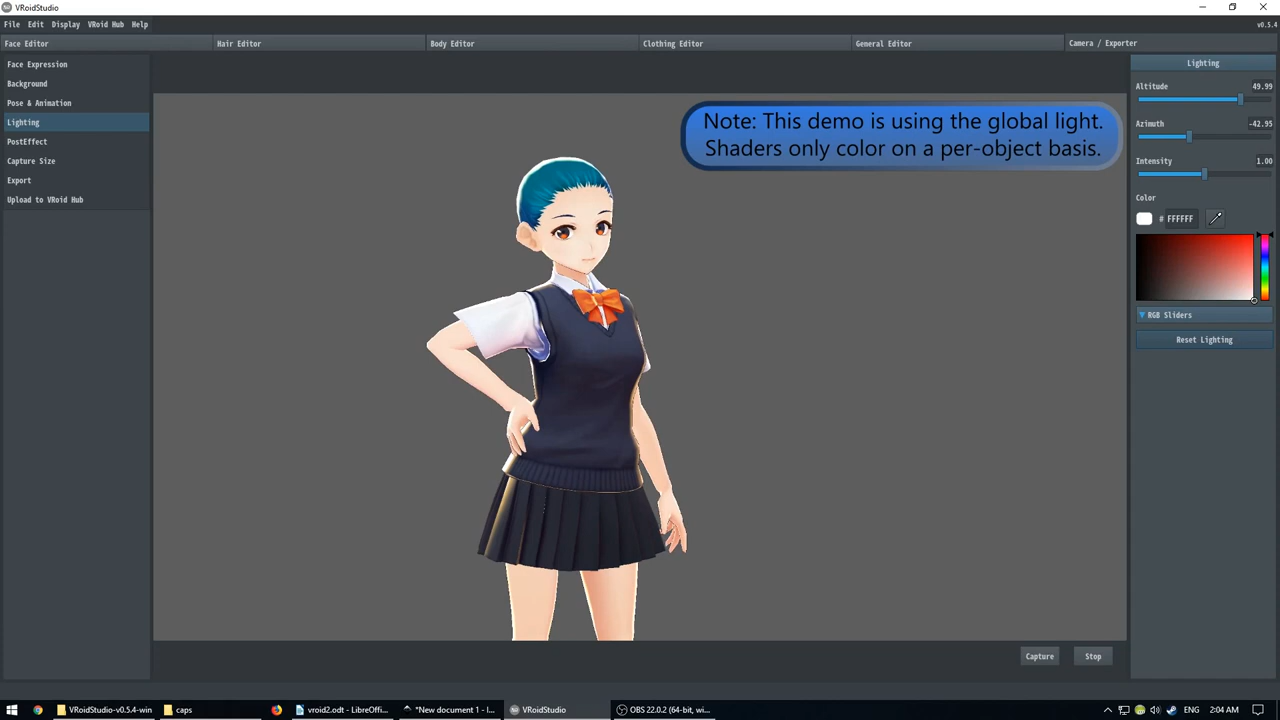 VRoidStudio
File Edit Display VRoid Hub Help
v0.5.4
Face Editor
Hair Editor
Body Editor
Clothing Editor
General Editor
Camera / Exporter
Face Expression
Background
Pose & Animation
Lighting
PostEffect
Capture Size
Export
Upload to VRoid Hub
Note: This demo is using the global light.
Shaders only color on a per-object basis.
Lighting
Altitude 49.99
Azimuth -42.95
Intensity 1.00
Color
# FFFFFF
RGB Sliders
Reset Lighting
Capture
Stop
VRoidStudio-v0.5.4-win
caps
vroid2.odt - LibreOffi...
*New document 1 - I...
VRoidStudio
OBS 22.0.2 (64-bit, wi...
ENG
2:04 AM